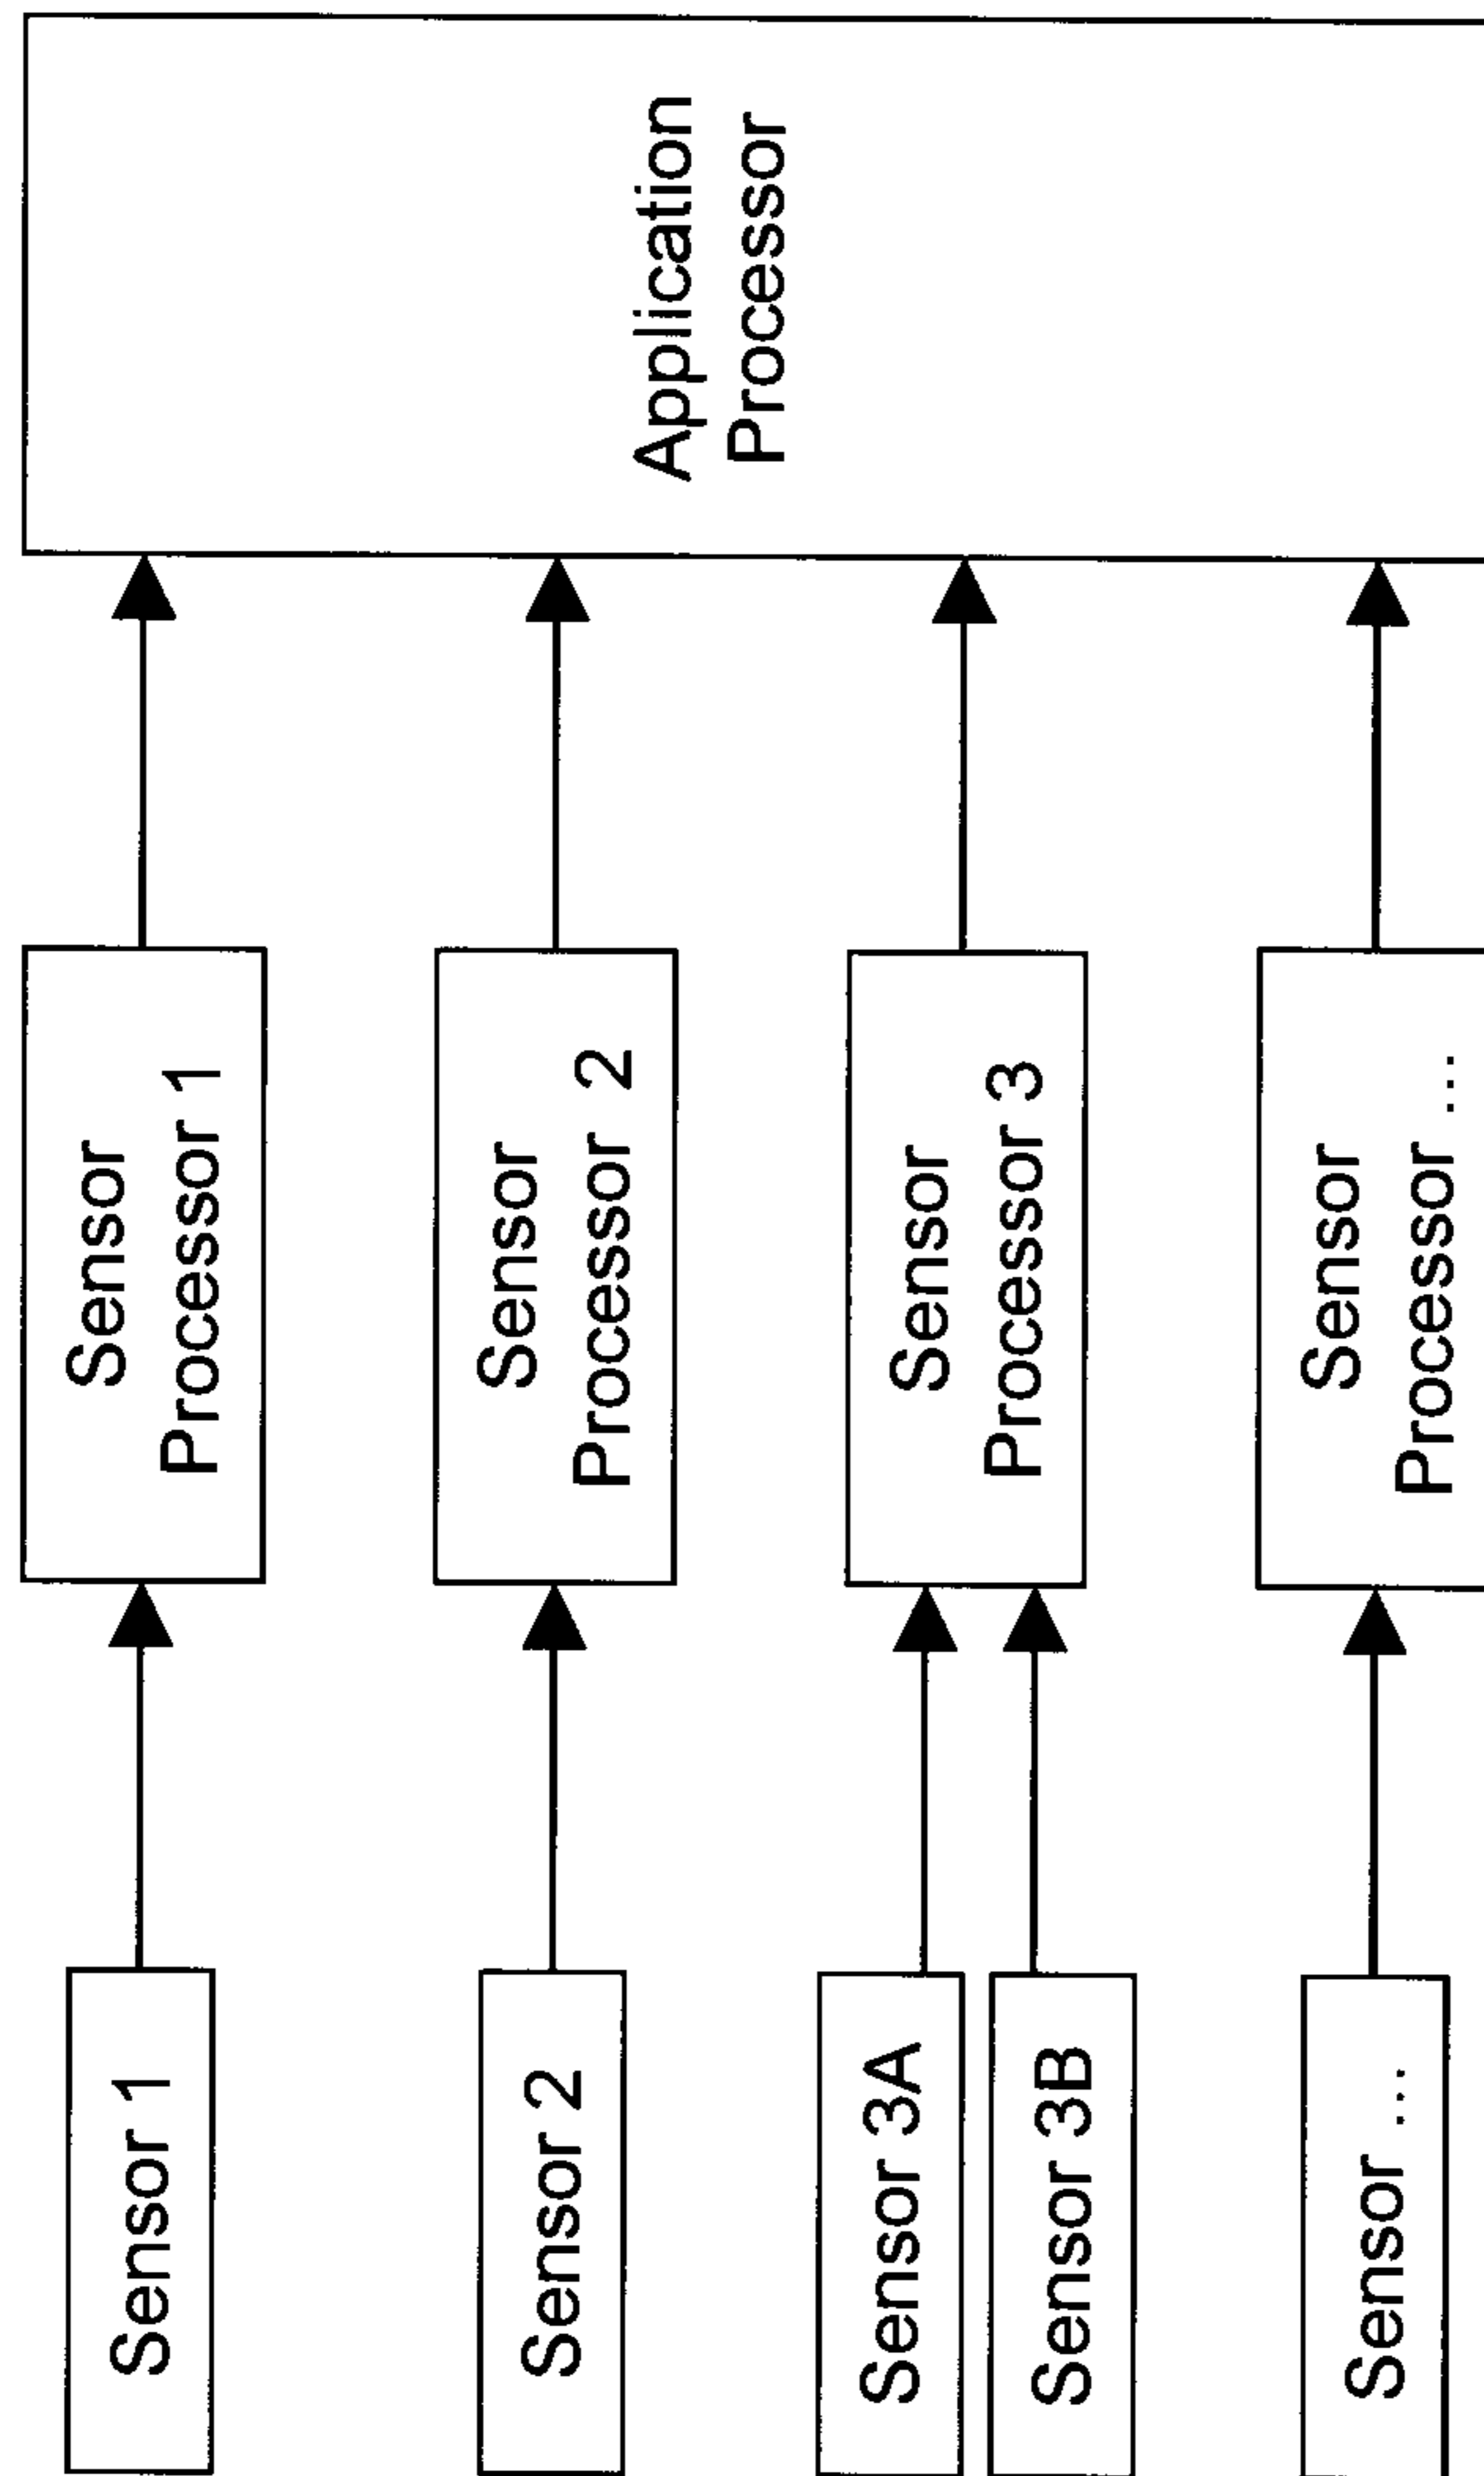 Sensor 1
Sensor
Processor 1
Sensor 2
Sensor
Processor 2
Sensor 3A
Sensor 3B
Sensor
Processor 3
Sensor ...
Sensor
Processor ...
Application
Processor